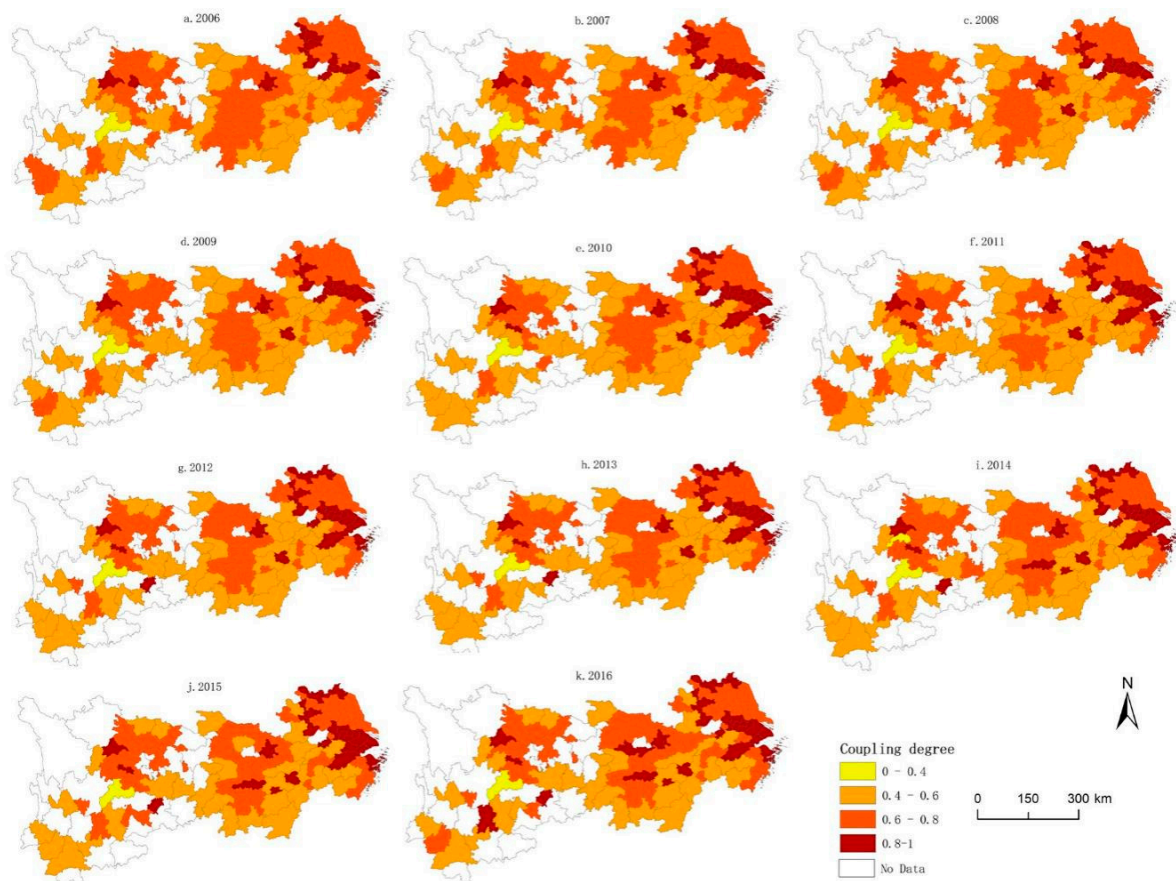 a. 2006
b. 2007
c. 2008
d. 2009
e. 2010
f. 2011
g. 2012
h. 2013
i. 2014
j. 2015
k. 2016
N
Coupling degree
0 - 0.4
0.4 - 0.6
0.6 - 0.8
0.8-1
No Data
0 150 300 km